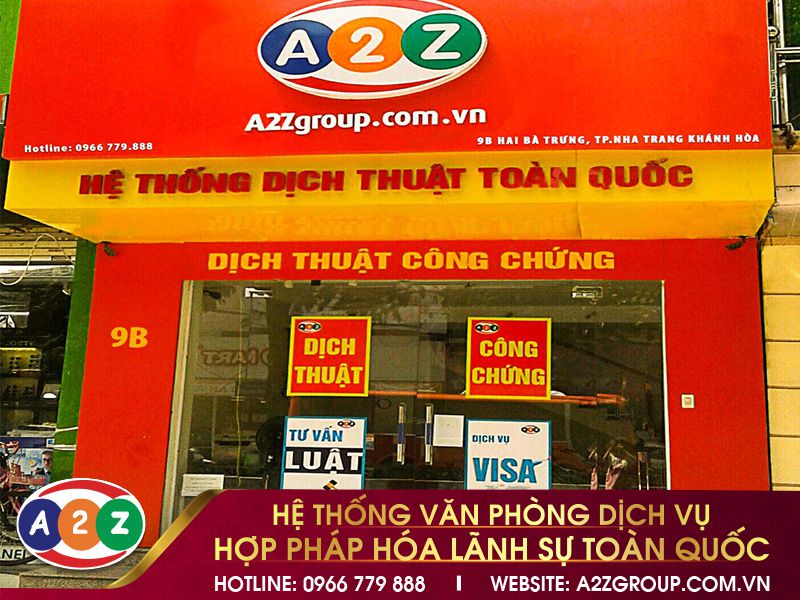 A2Z
A2Zgroup.com.vn
Hotline: 0966 779.888
9B HAI BÀ TRƯNG, TP.NHA TRANG KHÁNH HÒA
HỆ THỐNG DỊCH THUẬT TOÀN QUỐC
DỊCH THUẬT CÔNG CHỨNG
9B
DỊCH
THUẬT
CÔNG
CHỨNG
TƯ VẤN
LUẬT
DỊCH VỤ
VISA
A2Z
HỆ THỐNG VĂN PHÒNG DỊCH VỤ
HỢP PHÁP HÓA LÃNH SỰ TOÀN QUỐC
HOTLINE: 0966 779 888 I WEBSITE: A2ZGROUP.COM.VN